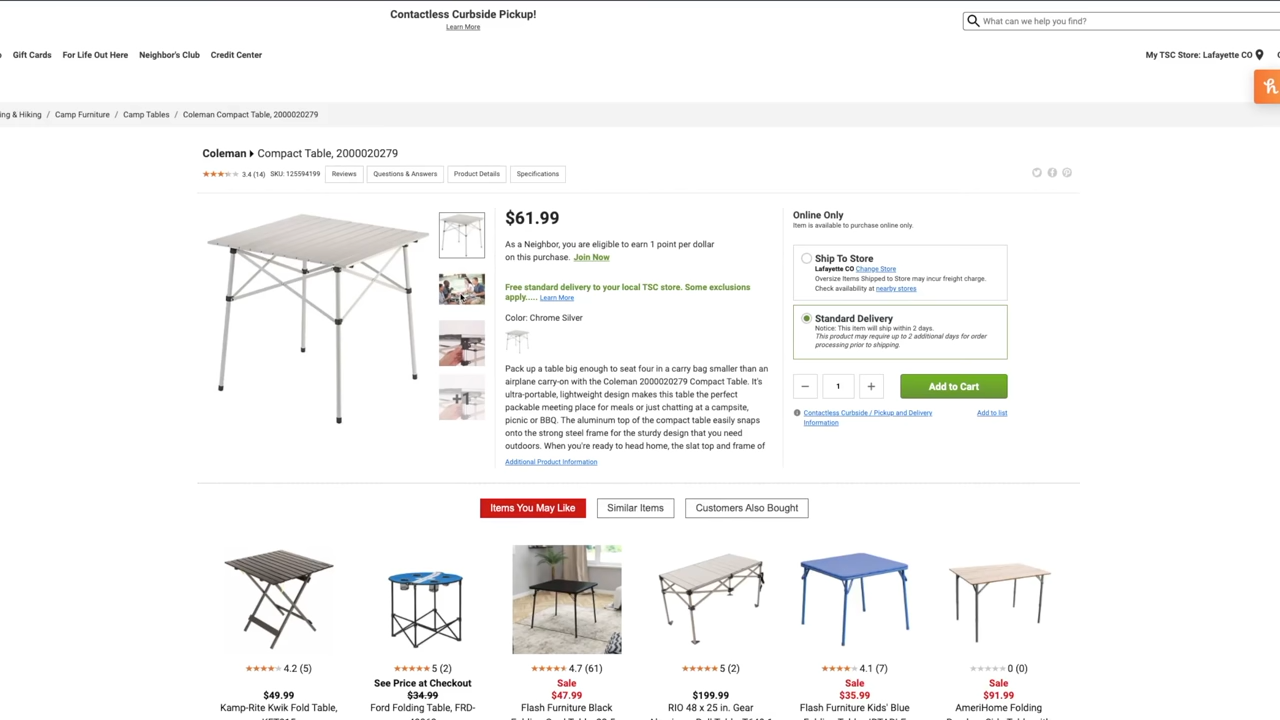 Contactless Curbside Pickup!
Learn More
What can we help you find?
Gift Cards
For Life Out Here
Neighbor's Club
Credit Center
My TSC Store: Lafayette CO
ing & Hiking / Camp Furniture / Camp Tables / Coleman Compact Table, 2000020279
Coleman Compact Table, 2000020279
3.4 (14) SKU: 125594199 Reviews Questions & Answers Product Details Specifications
$61.99
As a Neighbor, you are eligible to earn 1 point per dollar
on this purchase. Join Now
Free standard delivery to your local TSC store. Some exclusions
apply..... Learn More
Color: Chrome Silver
+1
Pack up a table big enough to seat four in a carry bag smaller than an
airplane carry-on with the Coleman 2000020279 Compact Table. It's
ultra-portable, lightweight design makes this table the perfect
packable meeting place for meals or just chatting at a campsite,
picnic or BBQ. The aluminum top of the compact table easily snaps
onto the strong steel frame for the sturdy design that you need
outdoors. When you're ready to head home, the slat top and frame of
Additional Product Information
Online Only
Item is available to purchase online only.
Ship To Store
Lafayette CO Change Store
Oversize Items Shipped to Store may incur freight charge.
Check availability at nearby stores
Standard Delivery
Notice: This item will ship within 2 days.
This product may require up to 2 additional days for order
processing prior to shipping.
− 1 + Add to Cart
Contactless Curbside / Pickup and Delivery
Information
Add to list
Items You May Like
Similar Items
Customers Also Bought
4.2 (5)
$49.99
Kamp-Rite Kwik Fold Table,
5 (2)
See Price at Checkout
$34.99
Ford Folding Table, FRD-
4.7 (61)
Sale
$47.99
Flash Furniture Black
5 (2)
$199.99
RIO 48 x 25 in. Gear
4.1 (7)
Sale
$35.99
Flash Furniture Kids' Blue
0 (0)
Sale
$91.99
AmeriHome Folding